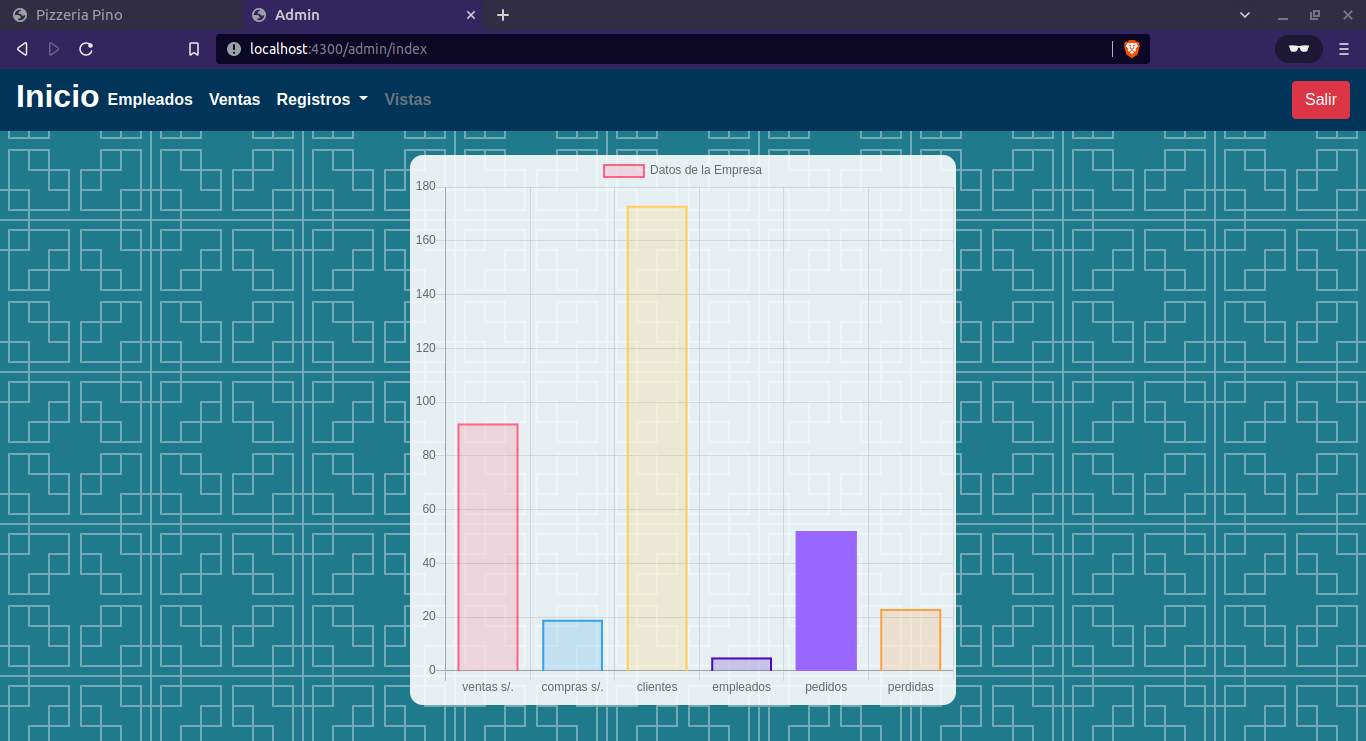 Pizzeria Pino
Admin
localhost:4300/admin/index
Inicio Empleados Ventas Registros Vistas Salir
Datos de la Empresa
180
160
140
120
100
80
60
40
20
0
ventas s/. compras s/. clientes empleados pedidos perdidas